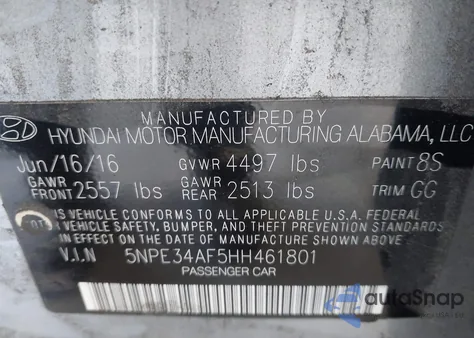 MANUFACTURED BY
HYUNDAI MOTOR MANUFACTURING ALABAMA, LLC
Jun/16/16 GVWR 4497 lbs PAINT 8S
GAWR FRONT 2557 lbs GAWR REAR 2513 lbs TRIM GG
IS VEHICLE CONFORMS TO ALL APPLICABLE U.S.A. FEDERAL
R VEHICLE SAFETY, BUMPER, AND THEFT PREVENTION STANDARDS
EFFECT ON THE DATE OF MANUFACTURE SHOWN ABOVE.
V.I.N 5NPE34AF5HH461801
PASSENGER CAR
autoSnap